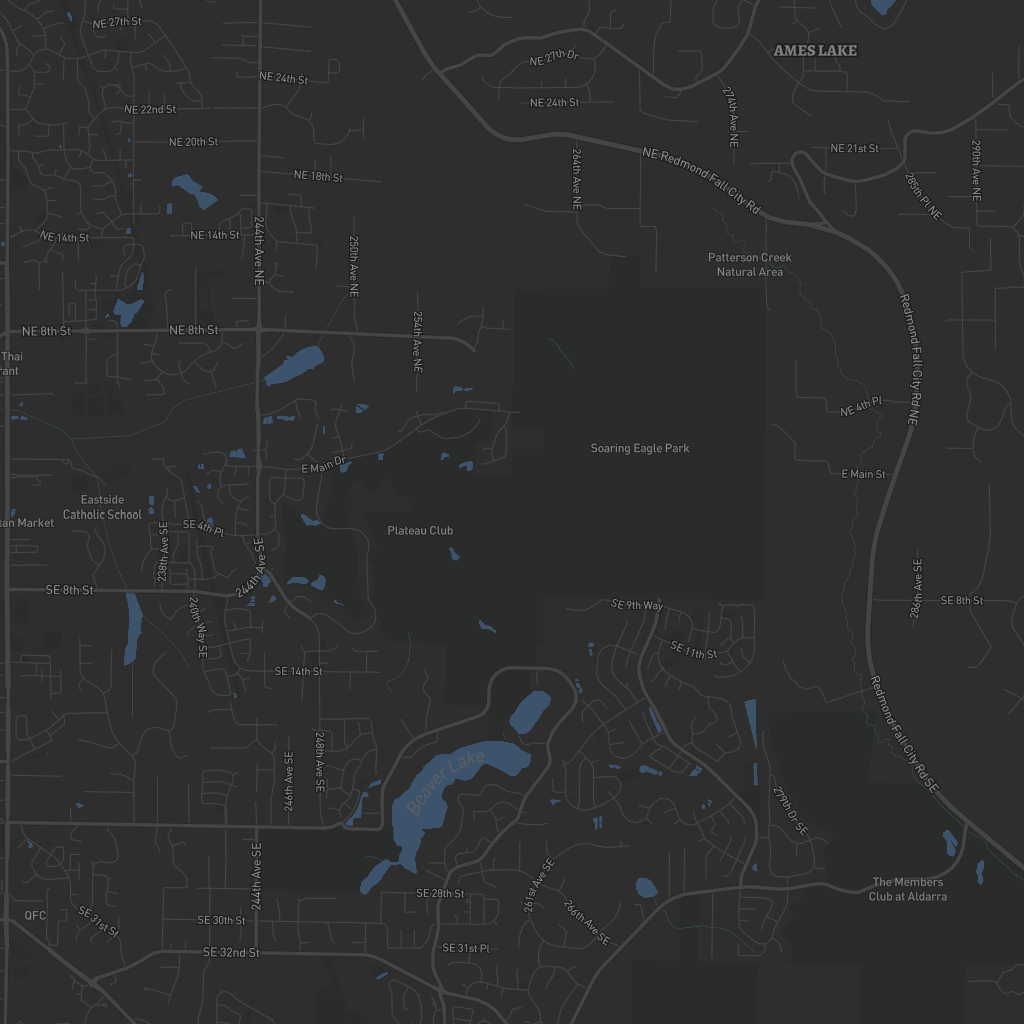 NE 27th St
AMES LAKE
NE 27th Dr
NE 24th St
NE 24th St
NE 22nd St
274th Ave NE
NE 20th St
NE 21st St
290th Ave NE
264th Ave NE
NE Redmond Fall City Rd
NE 18th St
285th Pl NE
NE 14th St
NE 14th St
244th Ave NE
250th Ave NE
Patterson Creek
Natural Area
NE 8th St
NE 8th St
254th Ave NE
Redmond Fall City Rd NE
Thai
NE 4th Pl
Soaring Eagle Park
E Main Dr
E Main St
Eastside
Catholic School
Market
SE 4th Pl
Plateau Club
238th Ave SE
244th Ave SE
286th Ave SE
SE 8th St
SE 9th Way
SE 8th St
240th Way SE
SE 11th St
SE 14th St
Redmond Fall City Rd SE
246th Ave SE
248th Ave SE
Beaver Lake
279th Dr SE
244th Ave SE
261st Ave SE
SE 28th St
The Members
Club at Aldarra
QFC
SE 31st St
SE 30th St
266th Ave SE
SE 32nd St
SE 31st Pl